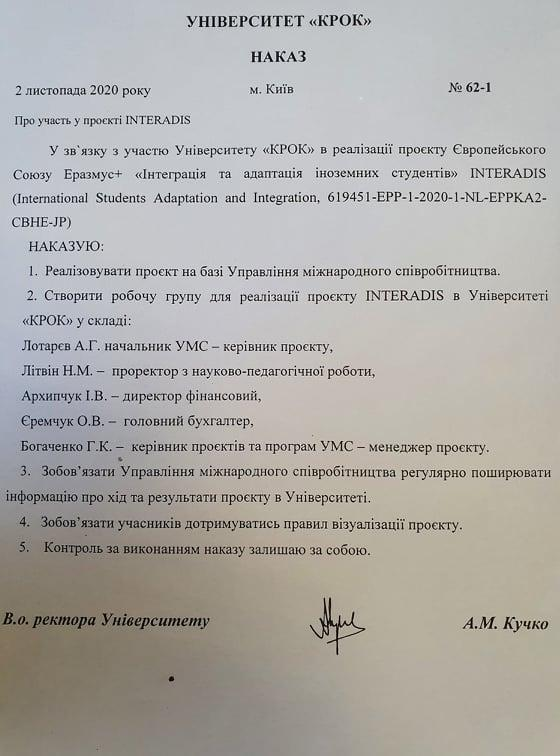 УНІВЕРСИТЕТ «КРОК»
НАКАЗ
2 листопада 2020 року м. Київ № 62-1
Про участь у проєкті INTERADIS
У зв`язку з участю Університету «КРОК» в реалізації проєкту Європейського
Союзу Еразмус+ «Інтеграція та адаптація іноземних студентів» INTERADIS
(International Students Adaptation and Integration, 619451-EPP-1-2020-1-NL-EPPKA2-
CBHE-JP)
НАКАЗУЮ:
1. Реалізовувати проєкт на базі Управління міжнародного співробітництва.
2. Створити робочу групу для реалізації проєкту INTERADIS в Університеті
«КРОК» у складі:
Лотарєв А.Г. начальник УМС – керівник проєкту,
Літвін Н.М. – проректор з науково-педагогічної роботи,
Архипчук І.В. – директор фінансовий,
Єремчук О.В. – головний бухгалтер,
Богаченко Г.К. – керівник проєктів та програм УМС – менеджер проєкту.
3. Зобов’язати Управління міжнародного співробітництва регулярно поширювати
інформацію про хід та результати проєкту в Університеті.
4. Зобов’язати учасників дотримуватись правил візуалізації проєкту.
5. Контроль за виконанням наказу залишаю за собою.
В.о. ректора Університету А.М. Кучко